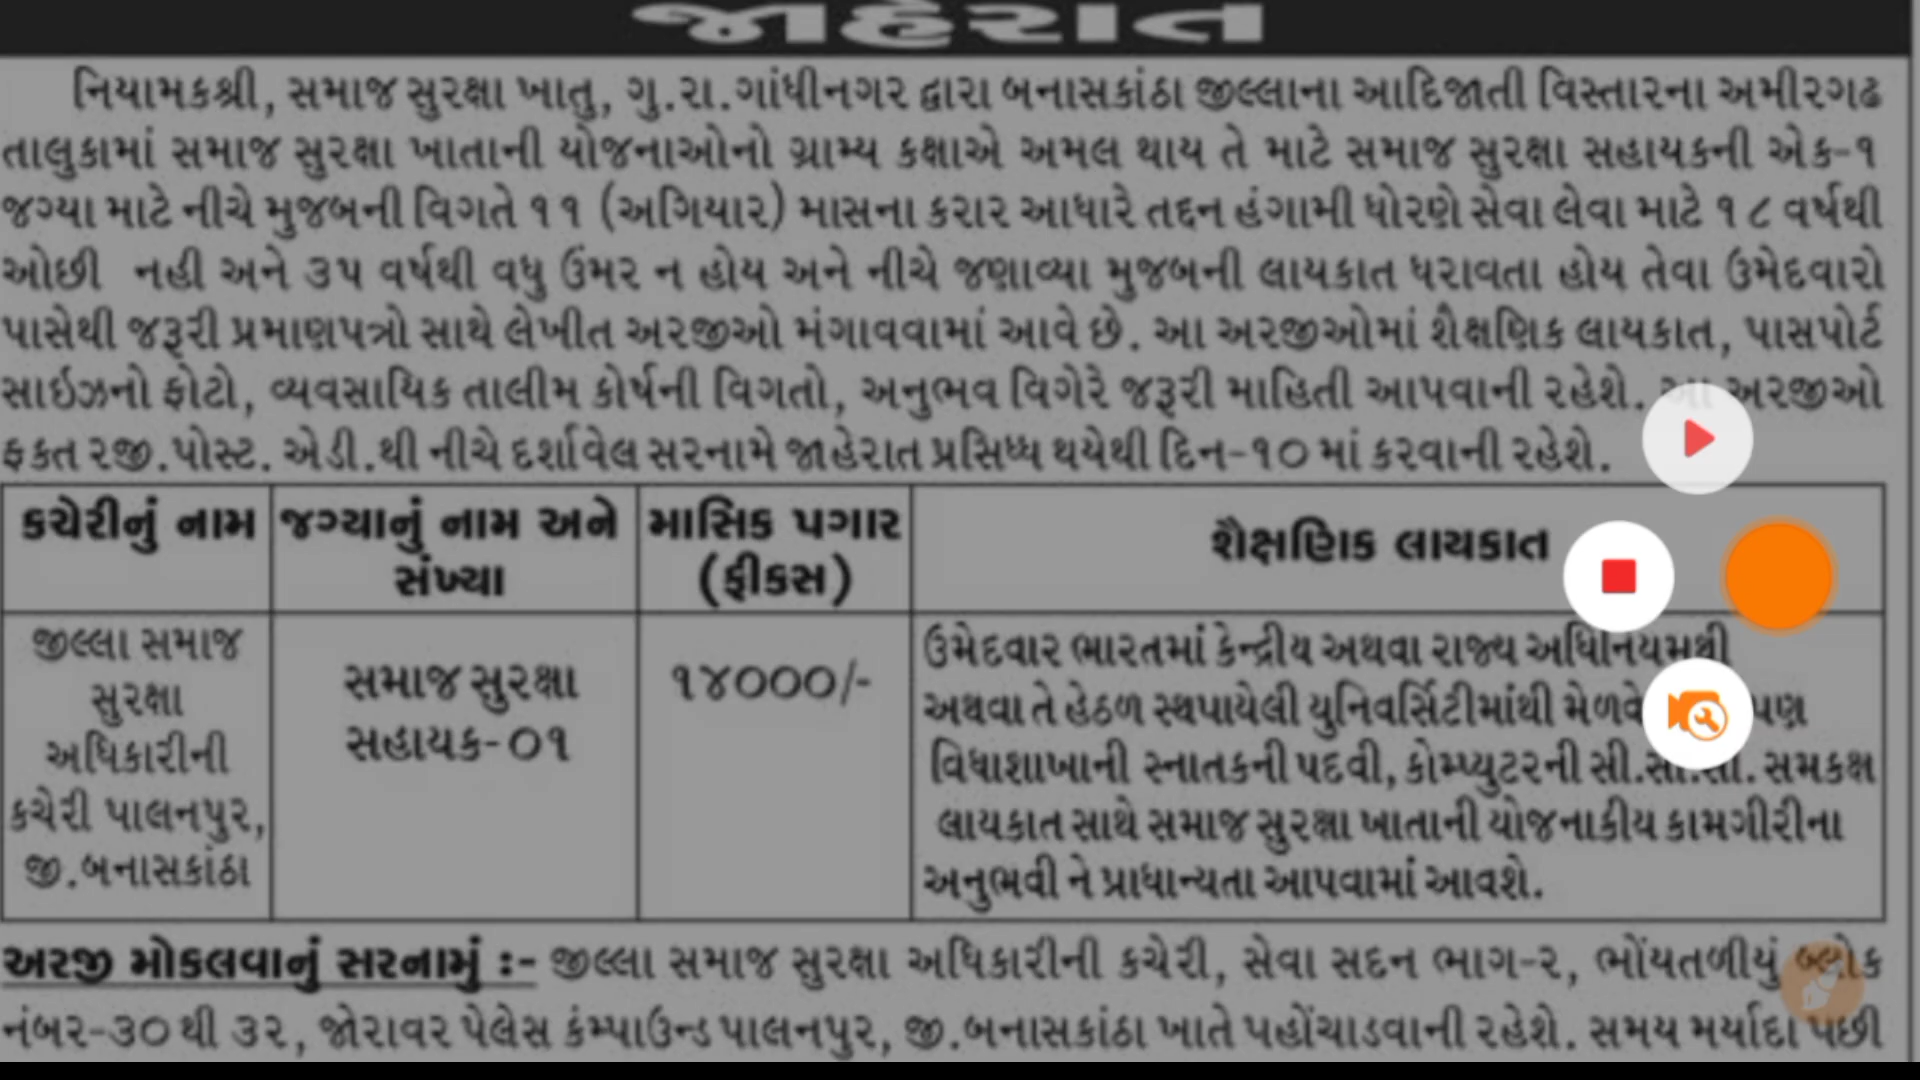 જાહેરાત
નિયામકશ્રી, સમાજ સુરક્ષા ખાતુ, ગુ.રા.ગાંધીનગર દ્વારા બનાસકાંઠા જીલ્લાના આદિજાતી વિસ્તારના અમીરગઢ
તાલુકામાં સમાજ સુરક્ષા ખાતાની યોજનાઓનો ગ્રામ્ય કક્ષાએ અમલ થાય તે માટે સમાજ સુરક્ષા સહાયકની એક-૧
જગ્યા માટે નીચે મુજબની વિગતે ૧૧ (અગિયાર) માસના કરાર આધારે તદ્દન હંગામી ધોરણે સેવા લેવા માટે ૧૮ વર્ષથી
ઓછી નહી અને ૩૫ વર્ષથી વધુ ઉંમર ન હોય અને નીચે જણાવ્યા મુજબની લાયકાત ધરાવતા હોય તેવા ઉમેદવારો
પાસેથી જરૂરી પ્રમાણપત્રો સાથે લેખીત અરજીઓ મંગાવવામાં આવે છે. આ અરજીઓમાં શૈક્ષણિક લાયકાત, પાસપોર્ટ
સાઇઝનો ફોટો, વ્યવસાયિક તાલીમ કોર્ષની વિગતો, અનુભવ વિગેરે જરૂરી માહિતી આપવાની રહેશે. આ અરજીઓ
ફકત રજી.પોસ્ટ. એડી.થી નીચે દર્શાવેલ સરનામે જાહેરાત પ્રસિધ્ધ થયેથી દિન-૧૦ માં કરવાની રહેશે.
કચેરીનું નામ
જગ્યાનું નામ અને
સંખ્યા
માસિક પગાર
(ફીકસ)
શૈક્ષણિક લાયકાત
જીલ્લા સમાજ
સુરક્ષા
અધિકારીની
કચેરી પાલનપુર,
જી.બનાસકાંઠા
સમાજ સુરક્ષા
સહાયક-૦૧
૧૪૦૦૦/-
ઉમેદવાર ભારતમાં કેન્દ્રીય અથવા રાજ્ય અધિનિયમથી
અથવા તે હેઠળ સ્થપાયેલી યુનિવર્સિટીમાંથી પણ
વિધાશાખાની સ્નાતકની પદવી, કોમ્પ્યુટરની સી.સી.સી. સમકક્ષ
લાયકાત સાથે સમાજ સુરક્ષા ખાતાની યોજનાકીય કામગીરીના
અનુભવી ને પ્રાધાન્યતા આપવામાં આવશે.
અરજી મોકલવાનું સરનામું :- જીલ્લા સમાજ સુરક્ષા અધિકારીની કચેરી, સેવા સદન ભાગ-૨, ભોંયતળીયું બ્લોક
નંબર-૩૦ થી ૩૨, જોરાવર પેલેસ કંમ્પાઉન્ડ પાલનપુર, જી.બનાસકાંઠા ખાતે પહોંચાડવાની રહેશે. સમય મર્યાદા પછી